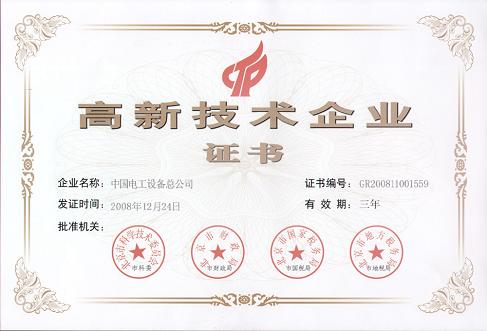 高新技术企业
证书
企业名称：中国电工设备总公司
证书编号：GR200811001559
发证时间：2008年12月24日
有效期：三年
批准机关：
北京市科学技术委员会
市科委
北京市财政局
市财政局
北京市国家税务局
市国税局
北京市地方税务局
市地税局